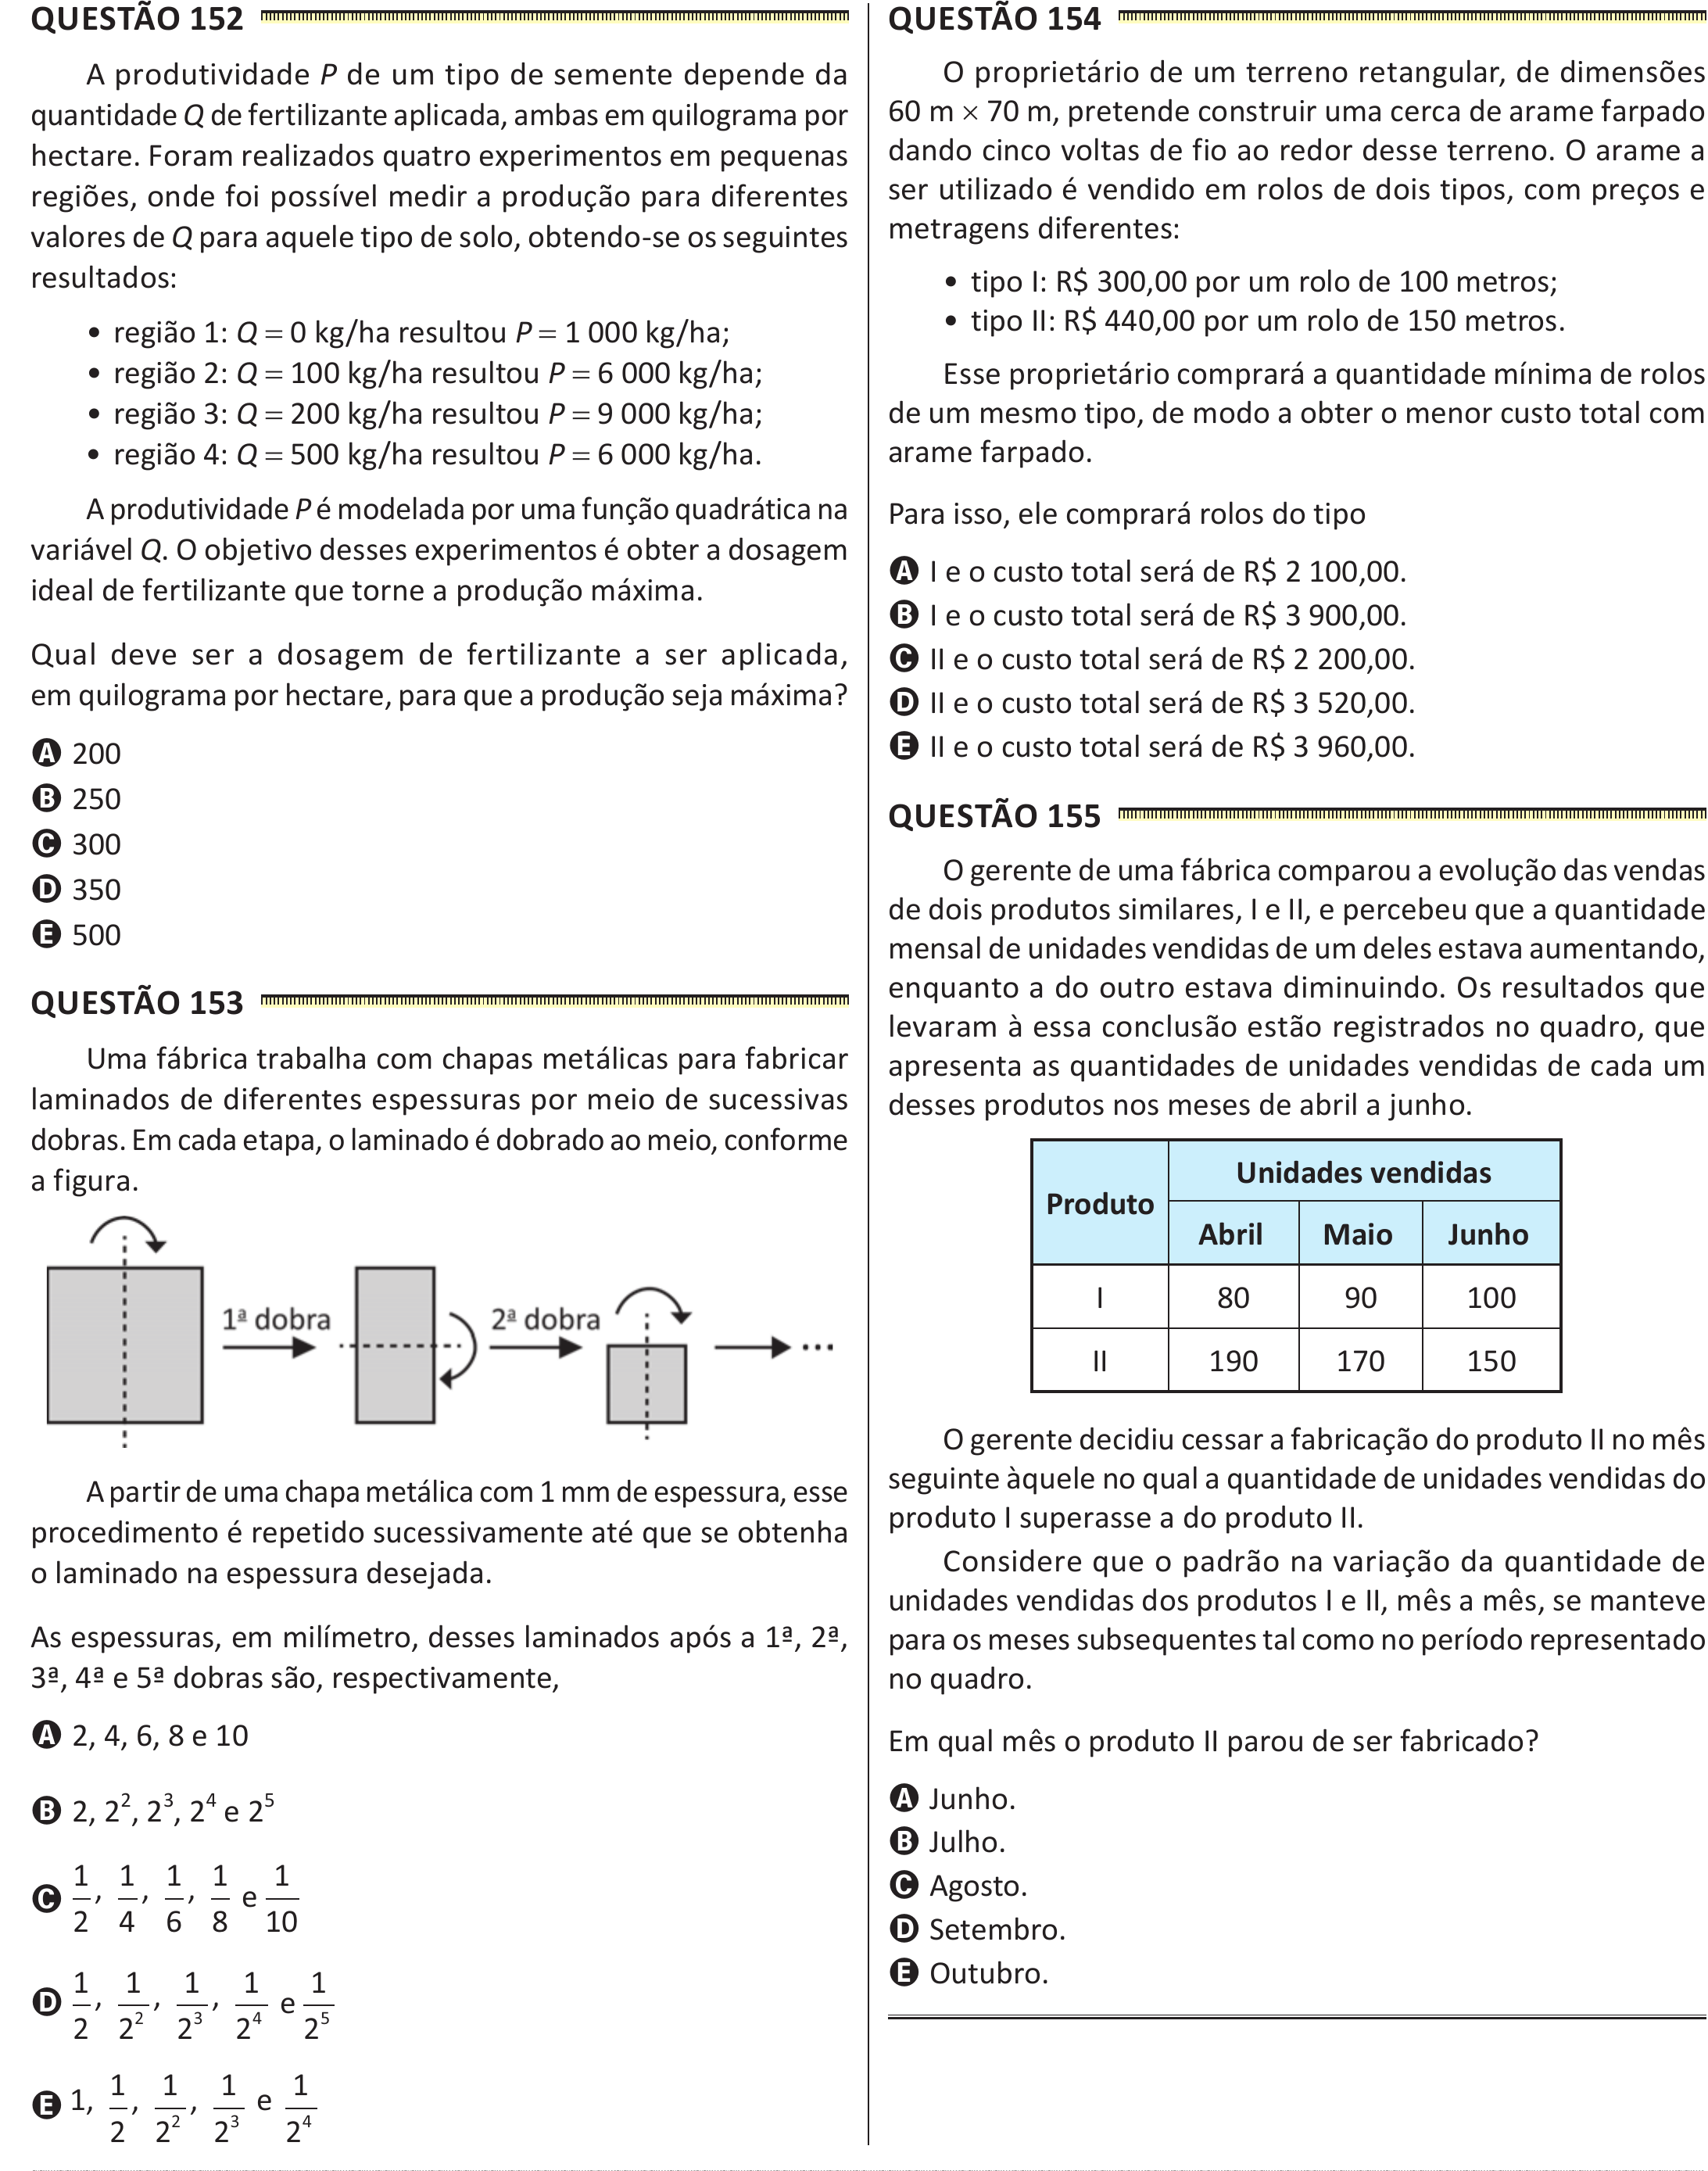 QUESTÃO 152
A produtividade P de um tipo de semente depende da
quantidade Q de fertilizante aplicada, ambas em quilograma por
hectare. Foram realizados quatro experimentos em pequenas
regiões, onde foi possível medir a produção para diferentes
valores de Q para aquele tipo de solo, obtendo-se os seguintes
resultados:
• região 1: Q = 0 kg/ha resultou P = 1 000 kg/ha;
• região 2: Q = 100 kg/ha resultou P = 6 000 kg/ha;
• região 3: Q = 200 kg/ha resultou P = 9 000 kg/ha;
• região 4: Q = 500 kg/ha resultou P = 6 000 kg/ha.
A produtividade P é modelada por uma função quadrática na
variável Q. O objetivo desses experimentos é obter a dosagem
ideal de fertilizante que torne a produção máxima.
Qual deve ser a dosagem de fertilizante a ser aplicada,
em quilograma por hectare, para que a produção seja máxima?
A 200
B 250
C 300
D 350
E 500
QUESTÃO 153
Uma fábrica trabalha com chapas metálicas para fabricar
laminados de diferentes espessuras por meio de sucessivas
dobras. Em cada etapa, o laminado é dobrado ao meio, conforme
a figura.
1ª dobra 2ª dobra ...
A partir de uma chapa metálica com 1 mm de espessura, esse
procedimento é repetido sucessivamente até que se obtenha
o laminado na espessura desejada.
As espessuras, em milímetro, desses laminados após a 1ª, 2ª,
3ª, 4ª e 5ª dobras são, respectivamente,
A 2, 4, 6, 8 e 10
B 2, 2², 2³, 2⁴ e 2⁵
C 1/2, 1/4, 1/6, 1/8 e 1/10
D 1/2, 1/2², 1/2³, 1/2⁴ e 1/2⁵
E 1, 1/2, 1/2², 1/2³ e 1/2⁴
QUESTÃO 154
O proprietário de um terreno retangular, de dimensões
60 m × 70 m, pretende construir uma cerca de arame farpado
dando cinco voltas de fio ao redor desse terreno. O arame a
ser utilizado é vendido em rolos de dois tipos, com preços e
metragens diferentes:
• tipo I: R$ 300,00 por um rolo de 100 metros;
• tipo II: R$ 440,00 por um rolo de 150 metros.
Esse proprietário comprará a quantidade mínima de rolos
de um mesmo tipo, de modo a obter o menor custo total com
arame farpado.
Para isso, ele comprará rolos do tipo
A I e o custo total será de R$ 2 100,00.
B I e o custo total será de R$ 3 900,00.
C II e o custo total será de R$ 2 200,00.
D II e o custo total será de R$ 3 520,00.
E II e o custo total será de R$ 3 960,00.
QUESTÃO 155
O gerente de uma fábrica comparou a evolução das vendas
de dois produtos similares, I e II, e percebeu que a quantidade
mensal de unidades vendidas de um deles estava aumentando,
enquanto a do outro estava diminuindo. Os resultados que
levaram à essa conclusão estão registrados no quadro, que
apresenta as quantidades de unidades vendidas de cada um
desses produtos nos meses de abril a junho.
Produto Unidades vendidas
Abril Maio Junho
I 80 90 100
II 190 170 150
O gerente decidiu cessar a fabricação do produto II no mês
seguinte àquele no qual a quantidade de unidades vendidas do
produto I superasse a do produto II.
Considere que o padrão na variação da quantidade de
unidades vendidas dos produtos I e II, mês a mês, se manteve
para os meses subsequentes tal como no período representado
no quadro.
Em qual mês o produto II parou de ser fabricado?
A Junho.
B Julho.
C Agosto.
D Setembro.
E Outubro.